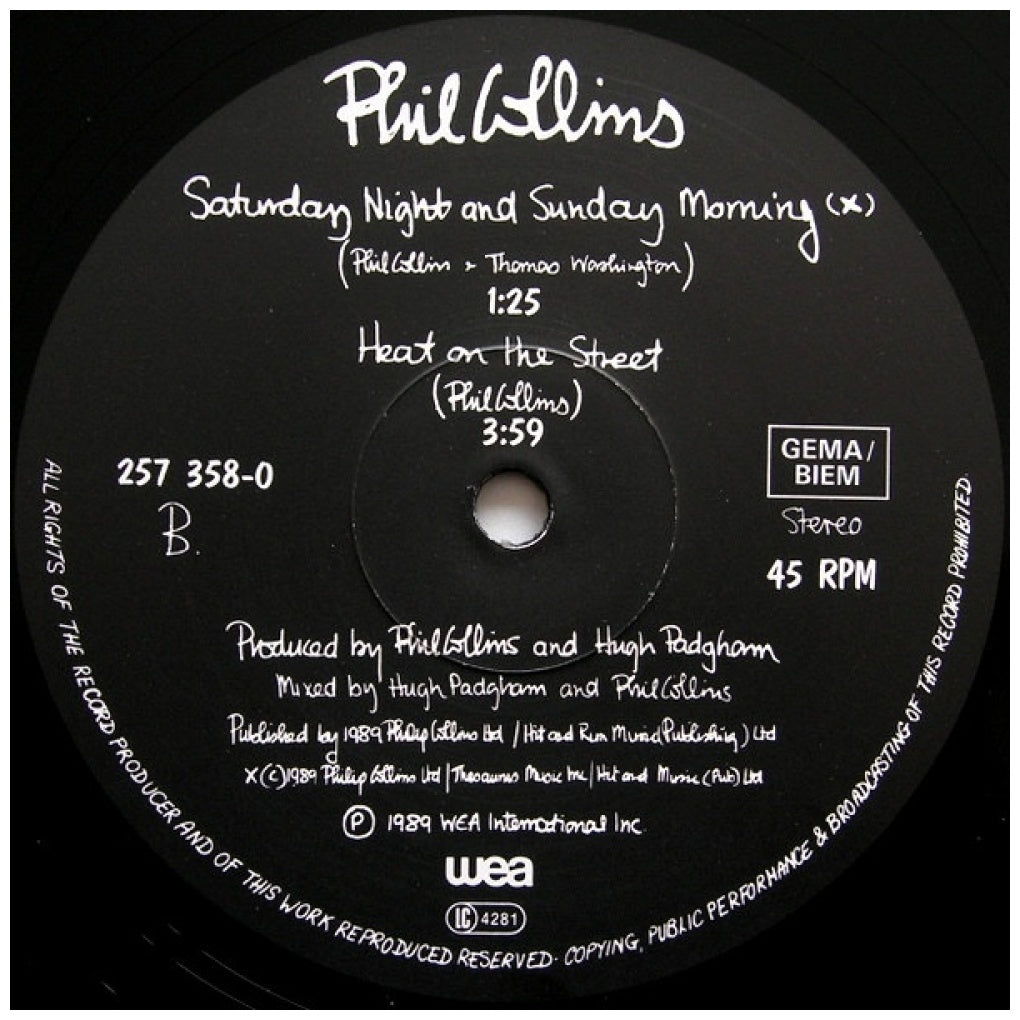 Phil Collins
Saturday Night and Sunday Morning (x)
(Phil Collins + Thomas Washington)
1:25
Heat on the Street
(Phil Collins)
3:59
257 358-0
B.
GEMA/
BIEM
Stereo
45 RPM
Produced by Phil Collins and Hugh Padgham
Mixed by Hugh Padgham and Phil Collins
Published by 1989 Philip Collins Ltd / Hit and Run Music (Publishing) Ltd
X (c) 1989 Philip Collins Ltd / Thesaurus Music Inc / Hit and Music (Pub) Ltd
P 1989 WEA International Inc.
wea
LC 4281
ALL RIGHTS OF THE RECORD PRODUCER AND OF THIS WORK REPRODUCED RESERVED· COPYING, PUBLIC PERFORMANCE & BROADCASTING OF THIS RECORD PROHIBITED.